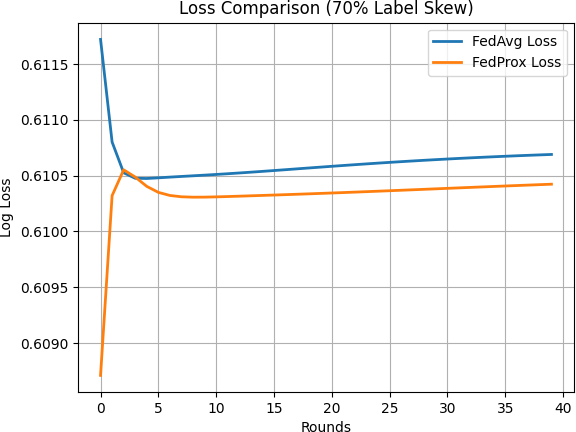 Loss Comparison (70% Label Skew)
FedAvg Loss
FedProx Loss
0.6115
0.6110
0.6105
0.6100
0.6095
0.6090
Log Loss
0 5 10 15 20 25 30 35 40
Rounds